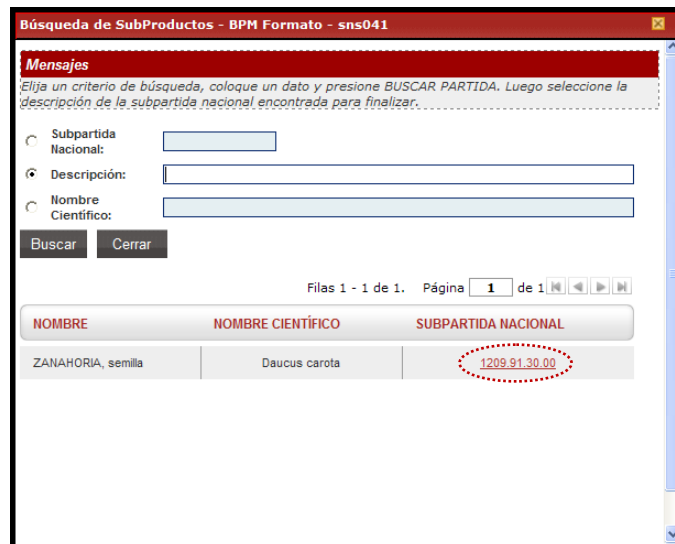 Búsqueda de SubProductos - BPM Formato - sns041
Mensajes
Elija un criterio de búsqueda, coloque un dato y presione BUSCAR PARTIDA. Luego seleccione la
descripción de la subpartida nacional encontrada para finalizar.
Subpartida
Nacional:
Descripción:
Nombre
Científico:
Buscar Cerrar
Filas 1 - 1 de 1. Página 1 de 1
NOMBRE NOMBRE CIENTÍFICO SUBPARTIDA NACIONAL
ZANAHORIA, semilla Daucus carota 1209.91.30.00